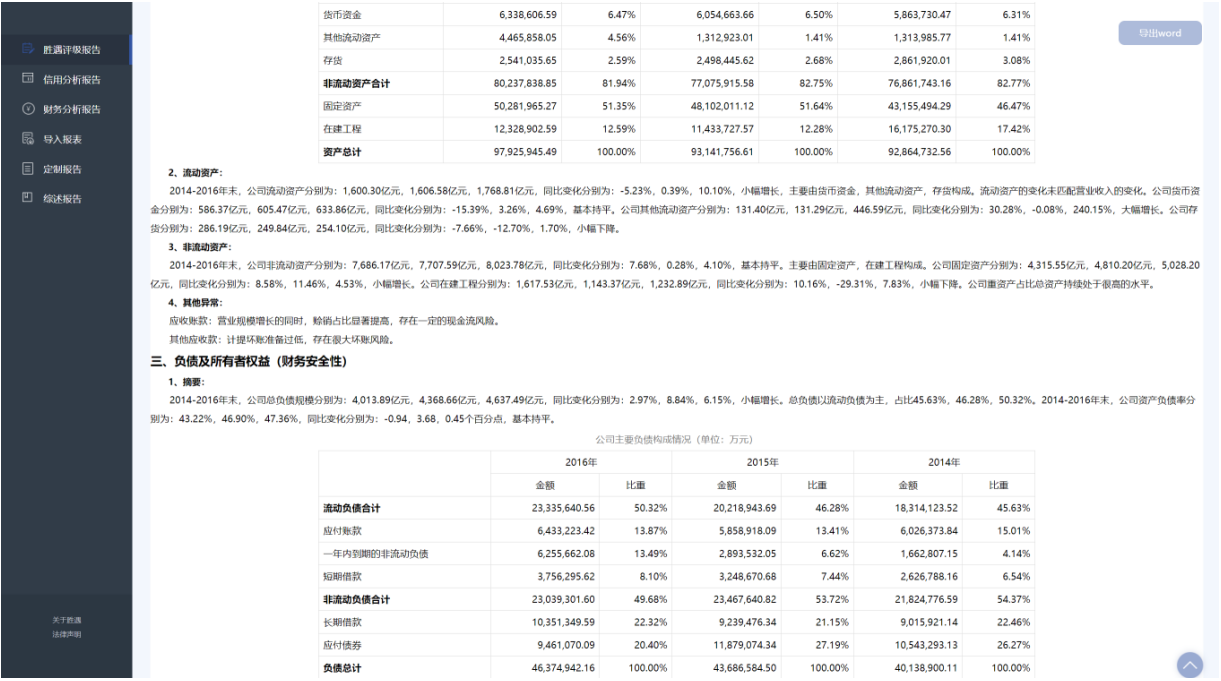 胜遇评级报告
信用分析报告
财务分析报告
导入报表
定制报告
综述报告
关于胜遇
法律声明
导出word
货币资金 6,338,606.59 6.47% 6,054,663.66 6.50% 5,863,730.47 6.31%
其他流动资产 4,465,858.05 4.56% 1,312,923.01 1.41% 1,313,985.77 1.41%
存货 2,541,035.65 2.59% 2,498,445.62 2.68% 2,861,920.01 3.08%
非流动资产合计 80,237,838.85 81.94% 77,075,915.58 82.75% 76,861,743.16 82.77%
固定资产 50,281,965.27 51.35% 48,102,011.12 51.64% 43,155,494.29 46.47%
在建工程 12,328,902.59 12.59% 11,433,727.57 12.28% 16,175,270.30 17.42%
资产总计 97,925,945.49 100.00% 93,141,756.61 100.00% 92,864,732.56 100.00%
2、流动资产：
2014-2016年末，公司流动资产分别为：1,600.30亿元，1,606.58亿元，1,768.81亿元，同比变化分别为：-5.23%，0.39%，10.10%，小幅增长，主要由货币资金，其他流动资产，存货构成。流动资产的变化未匹配营业收入的变化。公司货币资
金分别为：586.37亿元，605.47亿元，633.86亿元，同比变化分别为：-15.39%，3.26%，4.69%，基本持平。公司其他流动资产分别为：131.40亿元，131.29亿元，446.59亿元，同比变化分别为：30.28%，-0.08%，240.15%，大幅增长。公司存
货分别为：286.19亿元，249.84亿元，254.10亿元，同比变化分别为：-7.66%，-12.70%，1.70%，小幅下降。
3、非流动资产：
2014-2016年末，公司非流动资产分别为：7,686.17亿元，7,707.59亿元，8,023.78亿元，同比变化分别为：7.68%，0.28%，4.10%，基本持平。主要由固定资产，在建工程构成。公司固定资产分别为：4,315.55亿元，4,810.20亿元，5,028.20
亿元，同比变化分别为：8.58%，11.46%，4.53%，小幅增长。公司在建工程分别为：1,617.53亿元，1,143.37亿元，1,232.89亿元，同比变化分别为：10.16%，-29.31%，7.83%，小幅下降。公司重资产占比总资产持续处于很高的水平。
4、其他异常：
应收账款：营业规模增长的同时，赊销占比显著提高，存在一定的现金流风险。
其他应收款：计提坏账准备过低，存在很大坏账风险。
三、负债及所有者权益（财务安全性）
1、摘要：
2014-2016年末，公司总负债规模分别为：4,013.89亿元，4,368.66亿元，4,637.49亿元，同比变化分别为：2.97%，8.84%，6.15%，小幅增长。总负债以流动负债为主，占比45.63%，46.28%，50.32%。2014-2016年末，公司资产负债率分
别为：43.22%，46.90%，47.36%，同比变化分别为：-0.94，3.68，0.45个百分点，基本持平。
公司主要负债构成情况（单位：万元）
2016年 2015年 2014年
金额 比重 金额 比重 金额 比重
流动负债合计 23,335,640.56 50.32% 20,218,943.69 46.28% 18,314,123.52 45.63%
应付账款 6,433,223.42 13.87% 5,858,918.09 13.41% 6,026,373.84 15.01%
一年内到期的非流动负债 6,255,662.08 13.49% 2,893,532.05 6.62% 1,662,807.15 4.14%
短期借款 3,756,295.62 8.10% 3,248,670.68 7.44% 2,626,788.16 6.54%
非流动负债合计 23,039,301.60 49.68% 23,467,640.82 53.72% 21,824,776.59 54.37%
长期借款 10,351,349.59 22.32% 9,239,476.34 21.15% 9,015,921.14 22.46%
应付债券 9,461,070.09 20.40% 11,879,074.34 27.19% 10,543,293.13 26.27%
负债总计 46,374,942.16 100.00% 43,686,584.50 100.00% 40,138,900.11 100.00%